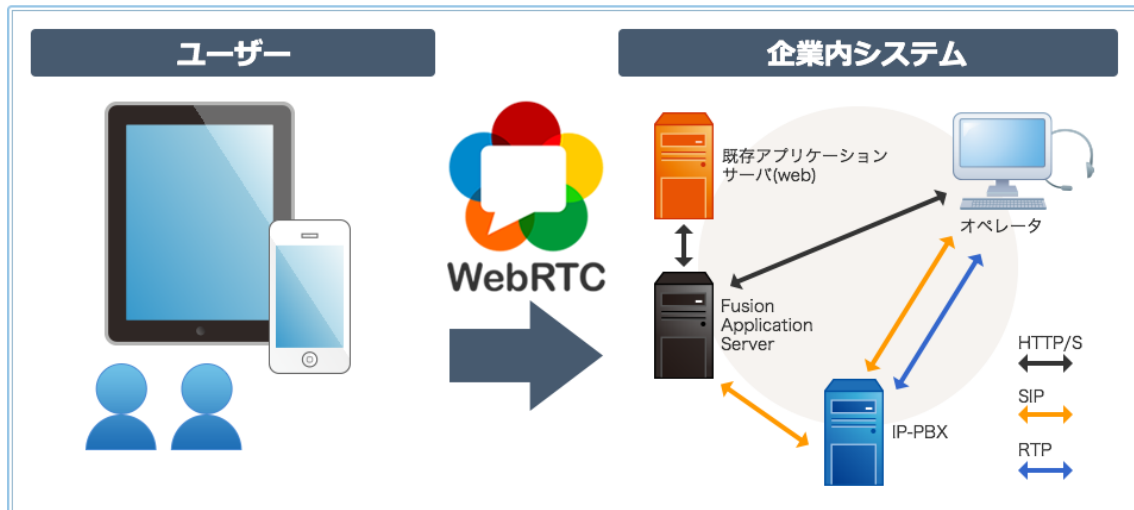 ユーザー
企業内システム
既存アプリケーション
サーバ(web)
オペレータ
WebRTC
Fusion
Application
Server
HTTP/S
SIP
IP-PBX
RTP